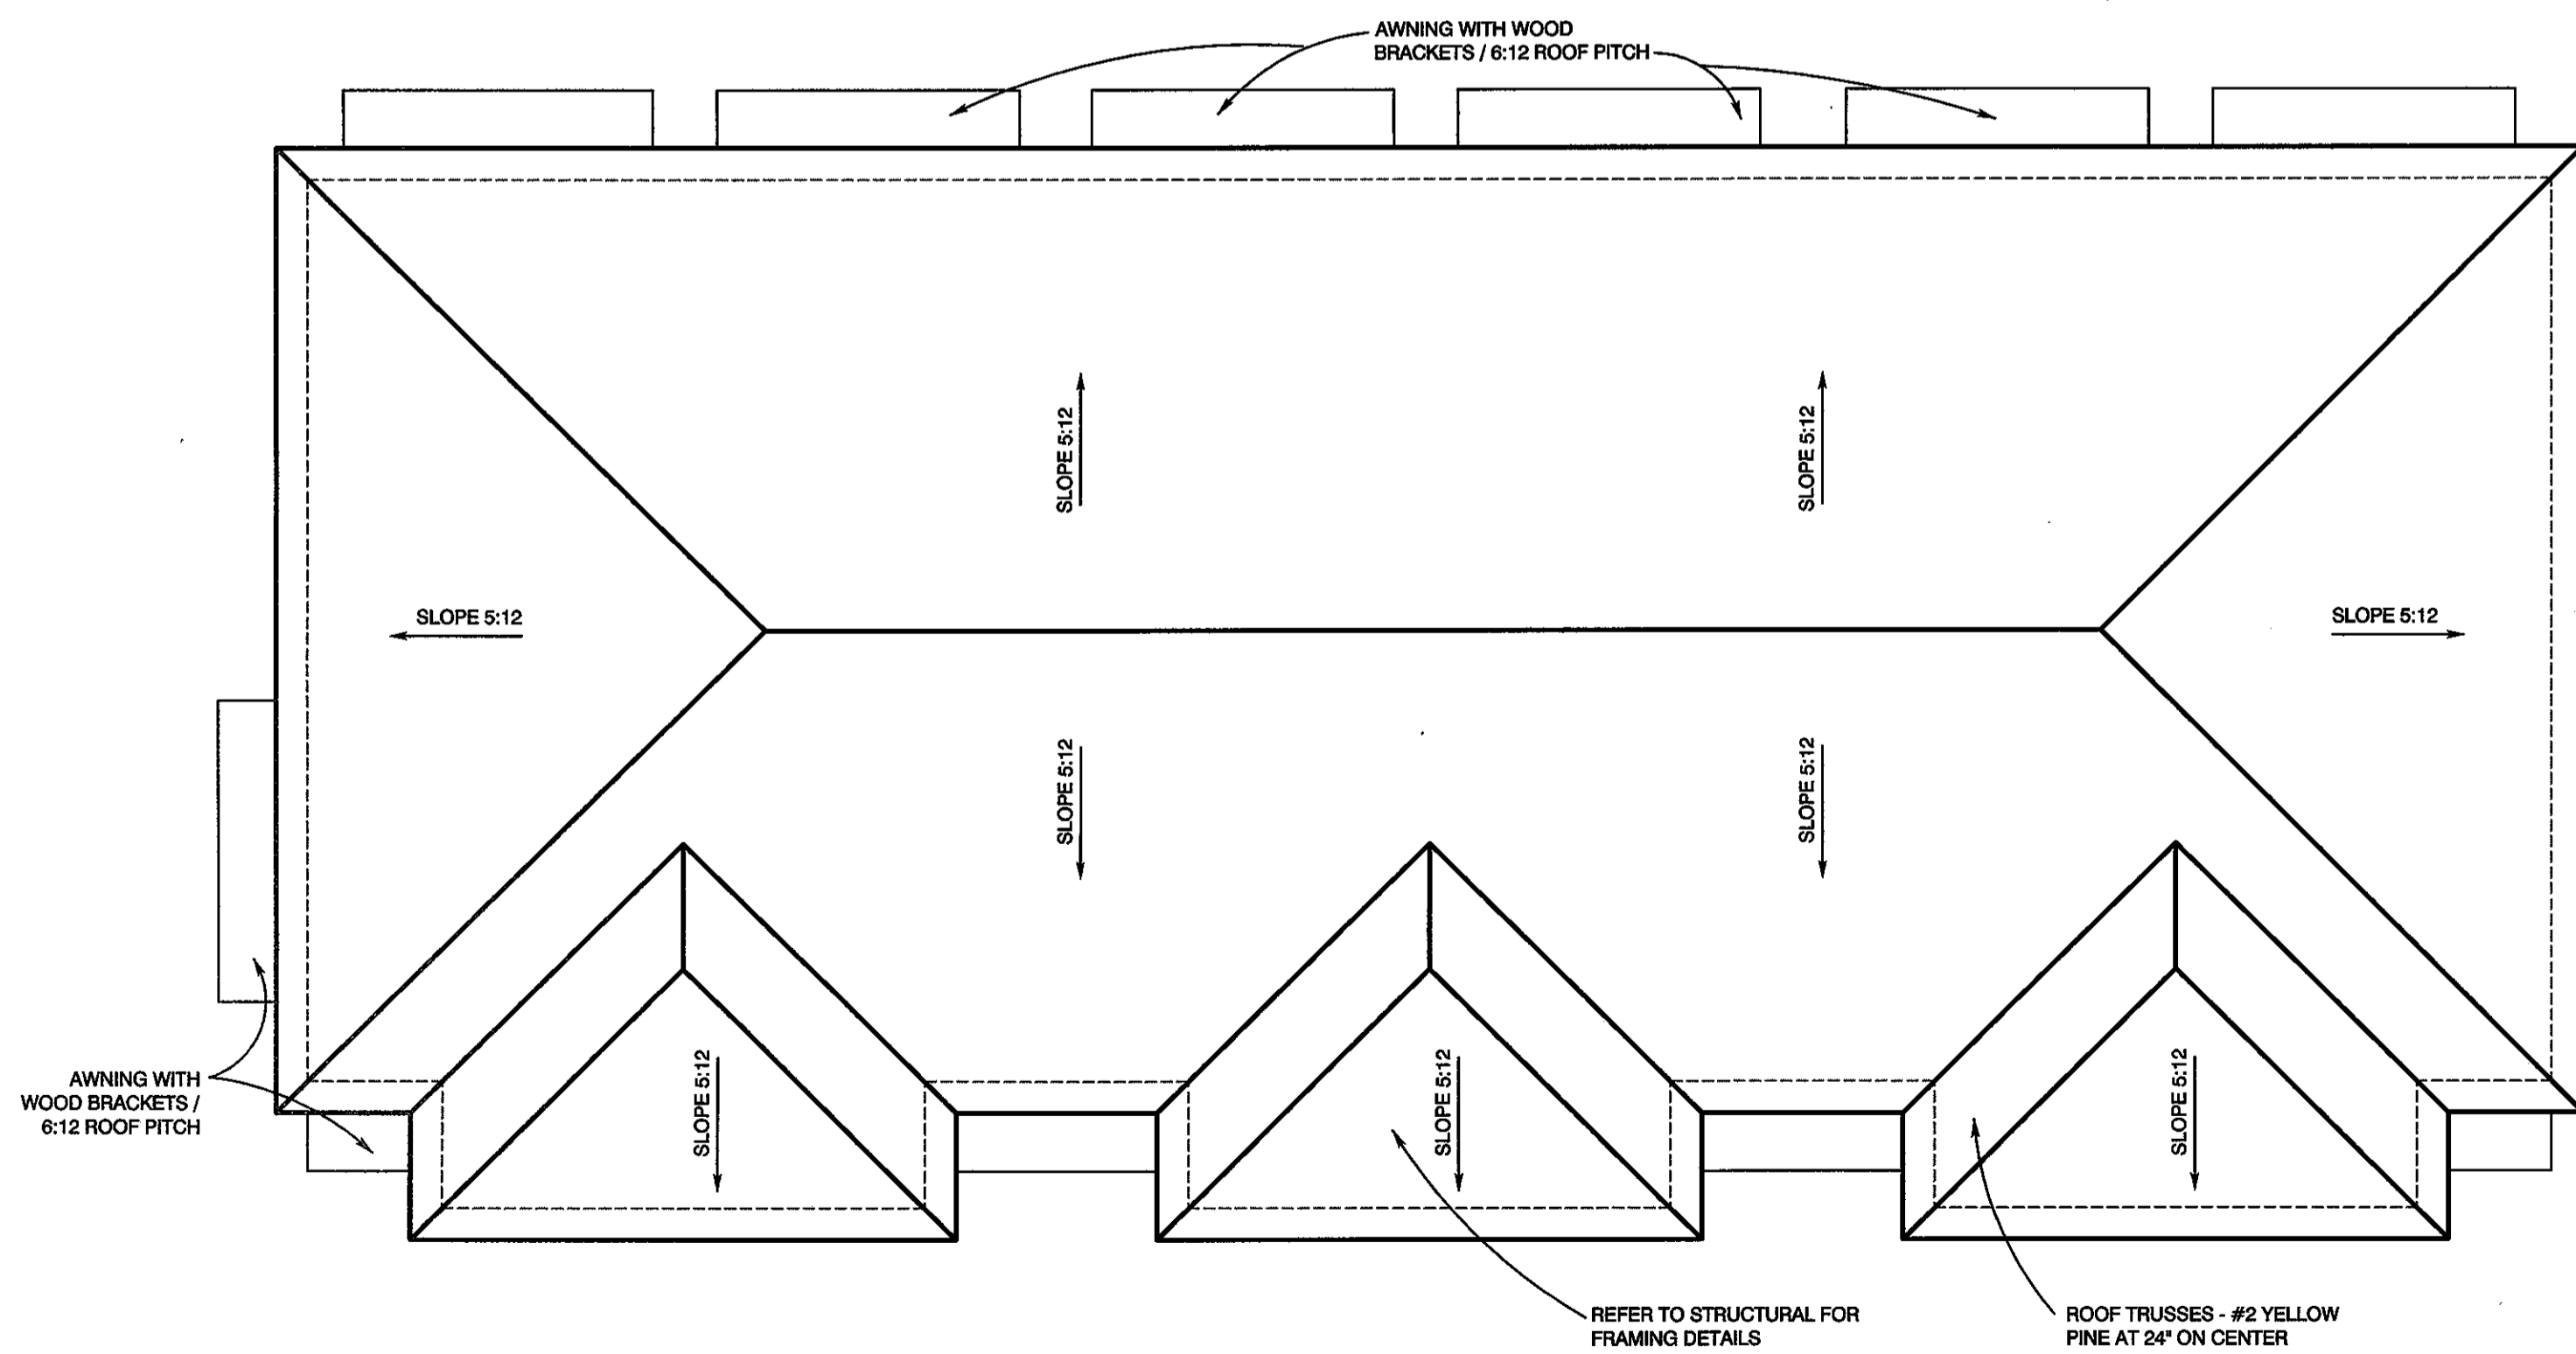 AWNING WITH WOOD
BRACKETS / 6:12 ROOF PITCH
SLOPE 5:12
SLOPE 5:12
SLOPE 5:12
SLOPE 5:12
SLOPE 5:12
SLOPE 5:12
SLOPE 5:12
SLOPE 5:12
SLOPE 5:12
AWNING WITH
WOOD BRACKETS /
6:12 ROOF PITCH
REFER TO STRUCTURAL FOR
FRAMING DETAILS
ROOF TRUSSES - #2 YELLOW
PINE AT 24" ON CENTER